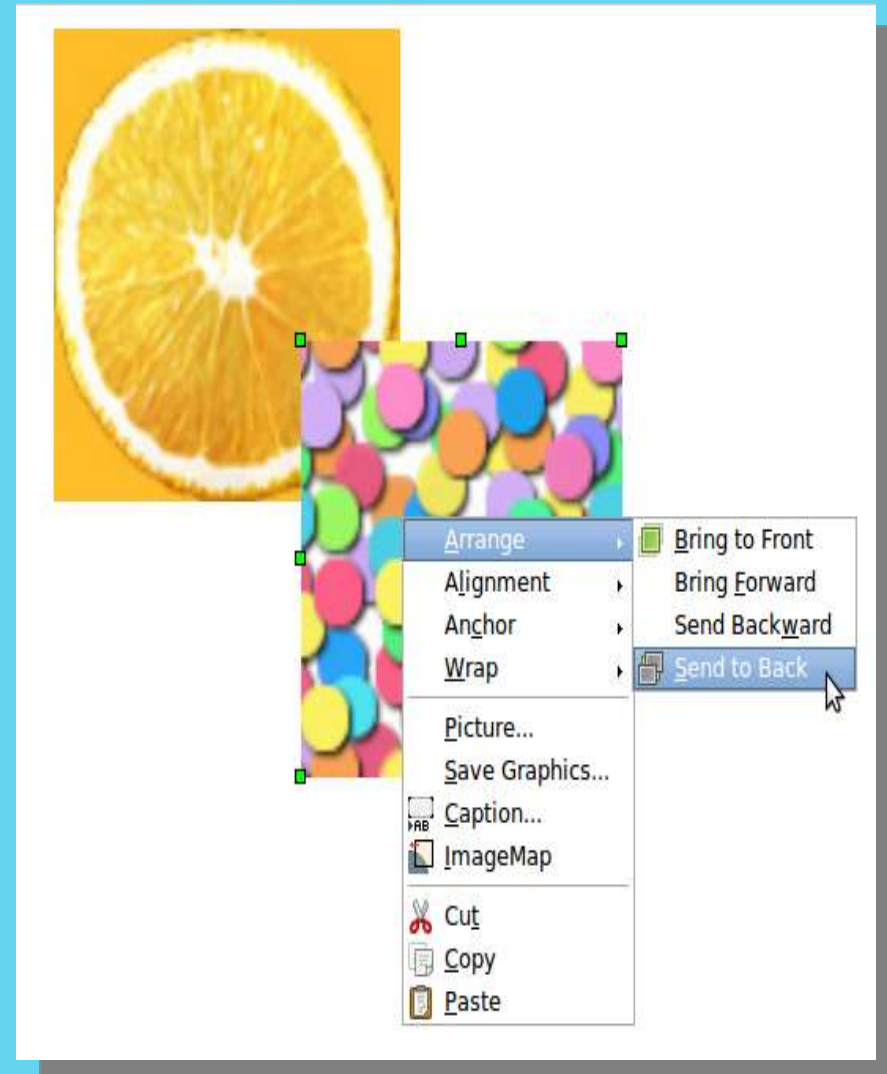 Arrange
Alignment
Anchor
Wrap
Picture...
Save Graphics...
Caption...
AB
ImageMap
Cut
Copy
Paste
Bring to Front
Bring Forward
Send Backward
Send to Back